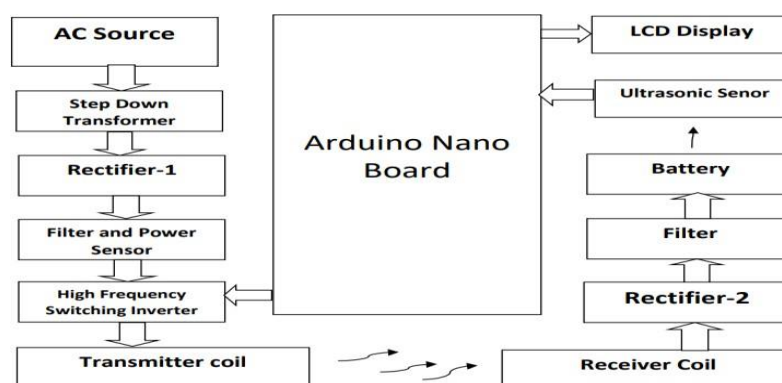 AC Source
Step Down
Transformer
Rectifier-1
Filter and Power
Sensor
High Frequency
Switching Inverter
Transmitter coil
Arduino Nano
Board
LCD Display
Ultrasonic Senor
Battery
Filter
Rectifier-2
Receiver Coil